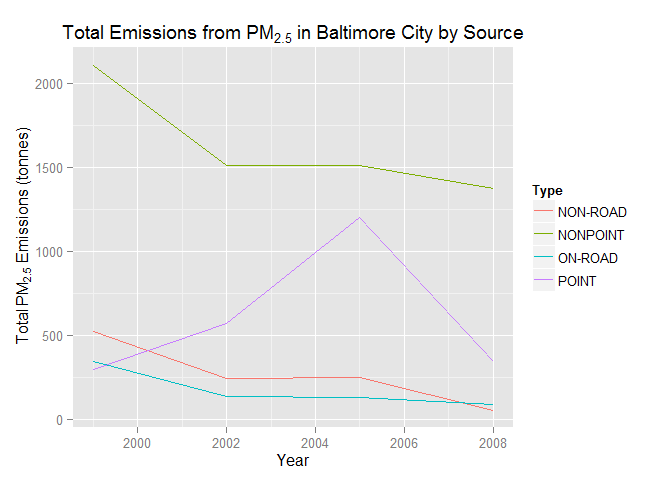 Total Emissions from PM2.5 in Baltimore City by Source
Total PM2.5 Emissions (tonnes)
2000
1500
1000
500
0
2000
2002
2004
2006
2008
Year
Type
NON-ROAD
NONPOINT
ON-ROAD
POINT